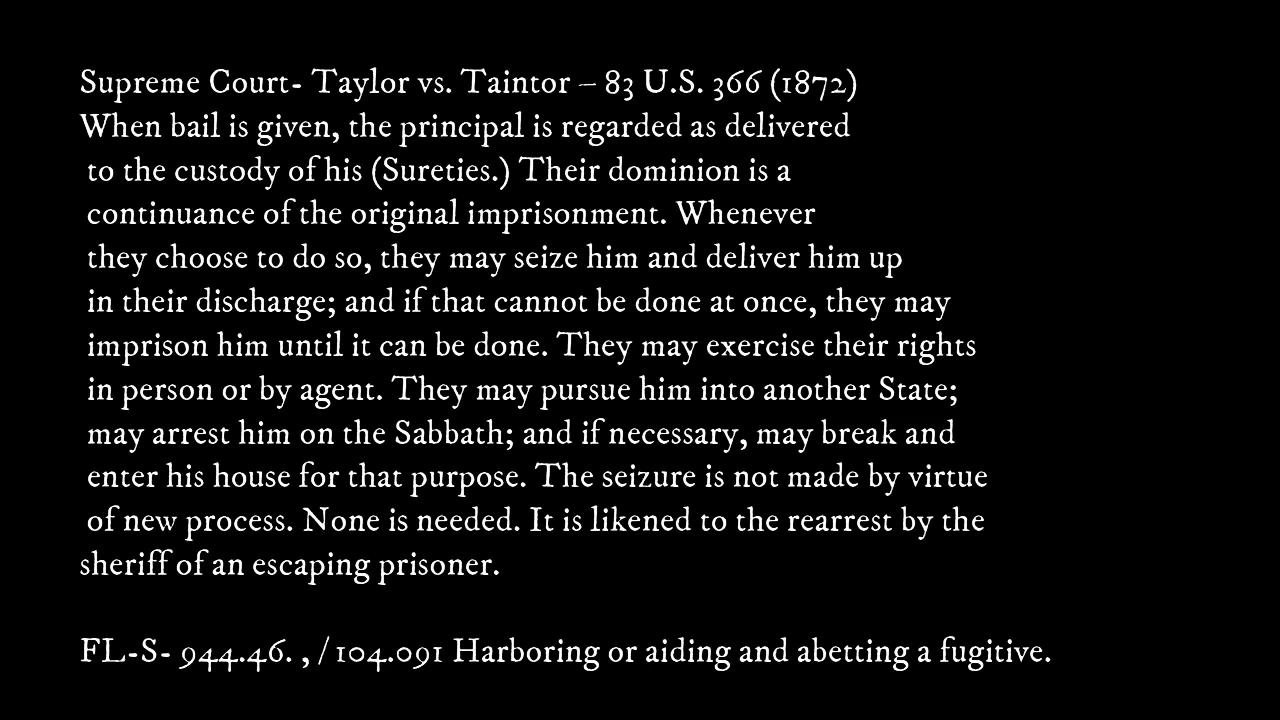 Supreme Court- Taylor vs. Taintor – 83 U.S. 366 (1872)
When bail is given, the principal is regarded as delivered
to the custody of his (Sureties.) Their dominion is a
continuance of the original imprisonment. Whenever
they choose to do so, they may seize him and deliver him up
in their discharge; and if that cannot be done at once, they may
imprison him until it can be done. They may exercise their rights
in person or by agent. They may pursue him into another State;
may arrest him on the Sabbath; and if necessary, may break and
enter his house for that purpose. The seizure is not made by virtue
of new process. None is needed. It is likened to the rearrest by the
sheriff of an escaping prisoner.
FL-S- 944.46. , / 104.091 Harboring or aiding and abetting a fugitive.